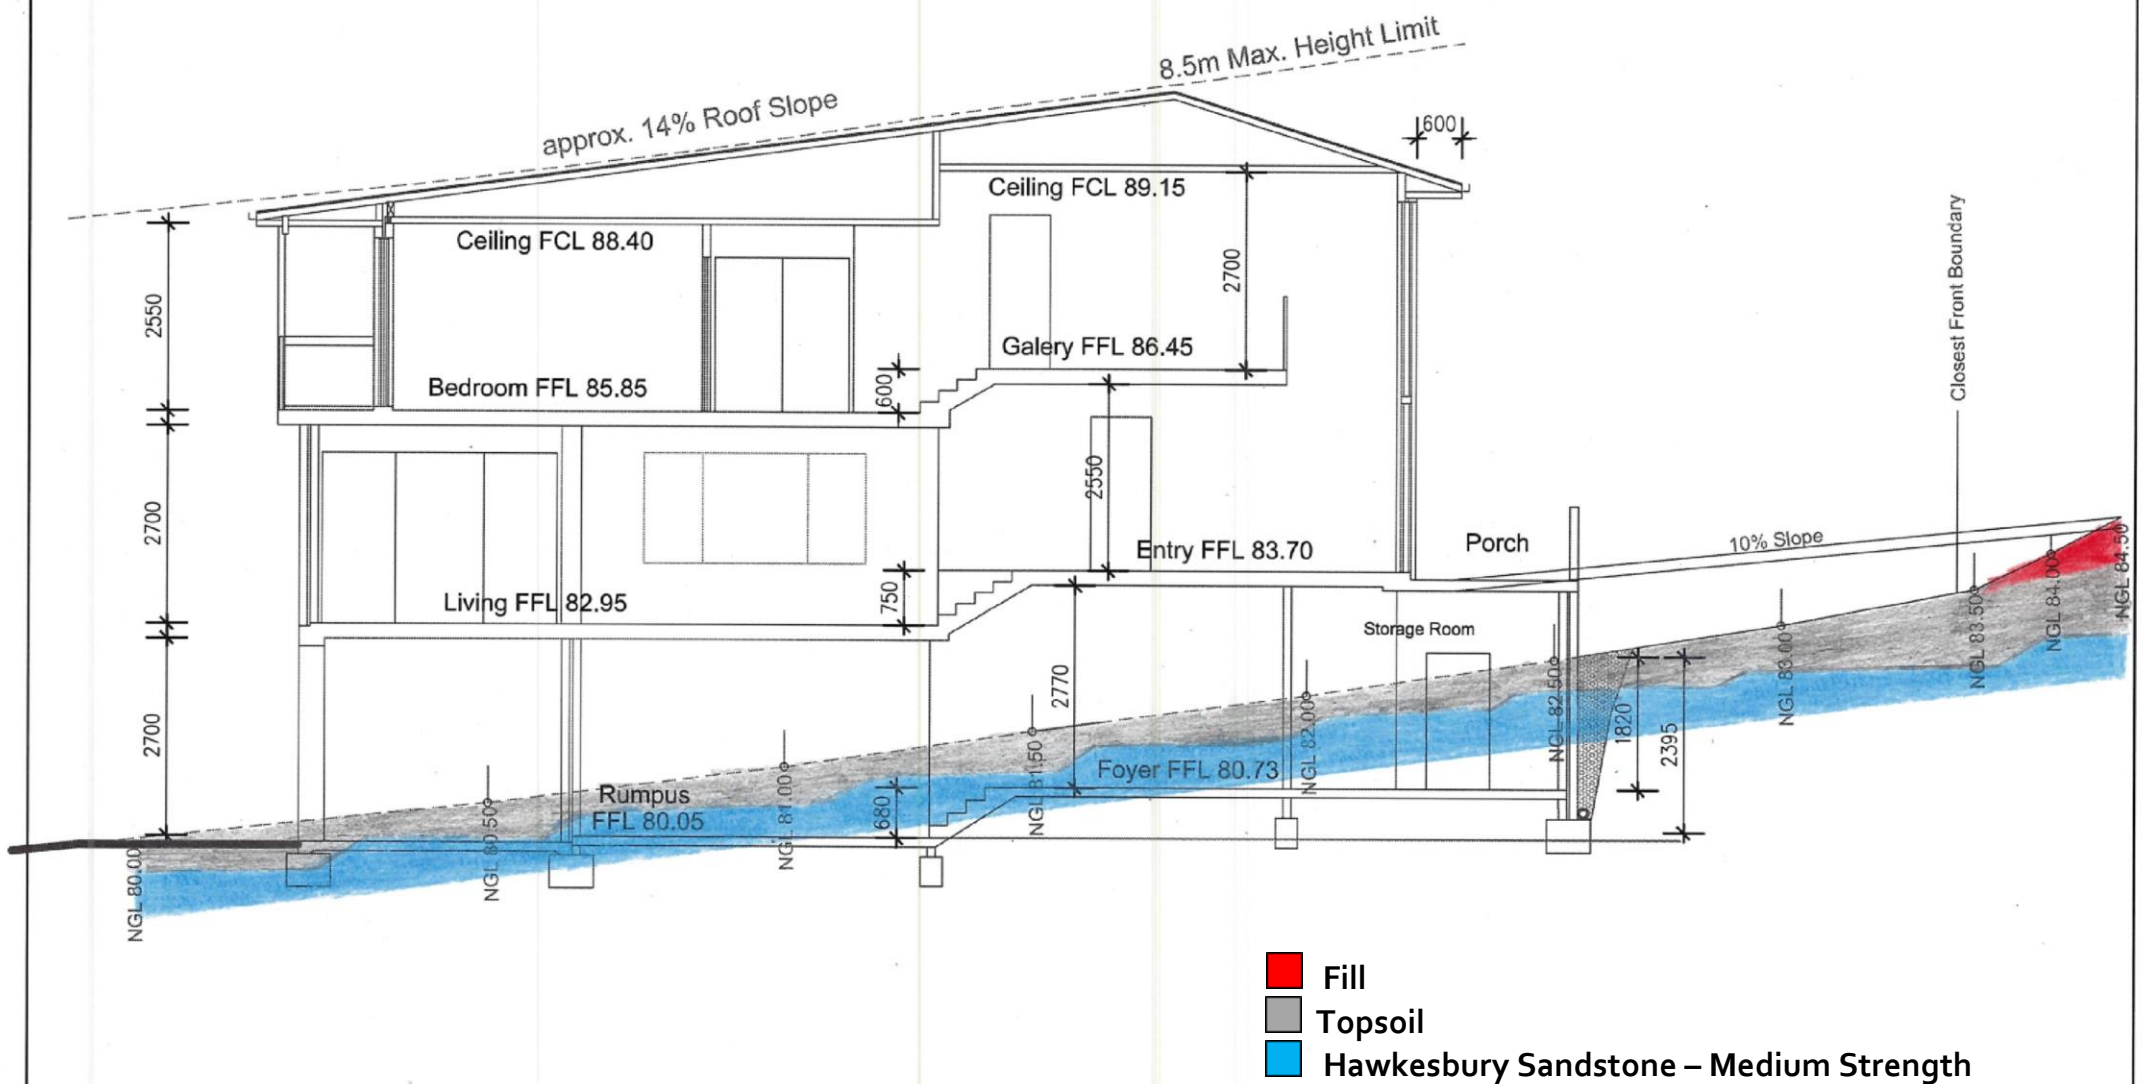 8.5m Max. Height Limit
approx. 14% Roof Slope
600
Ceiling FCL 89.15
Ceiling FCL 88.40
2550
2700
Closest Front Boundary
Galery FFL 86.45
Bedroom FFL 85.85
600
2700
2550
Entry FFL 83.70
Porch
10% Slope
Living FFL 82.95
750
Storage Room
2700
2770
1820
2395
Foyer FFL 80.73
Rumpus
FFL 80.05
680
NGL 80.00
NGL 80.50
NGL 81.00
NGL 81.50
NGL 82.00
NGL 82.50
NGL 83.00
NGL 83.50
NGL 84.00
NGL 84.50
Fill
Topsoil
Hawkesbury Sandstone – Medium Strength